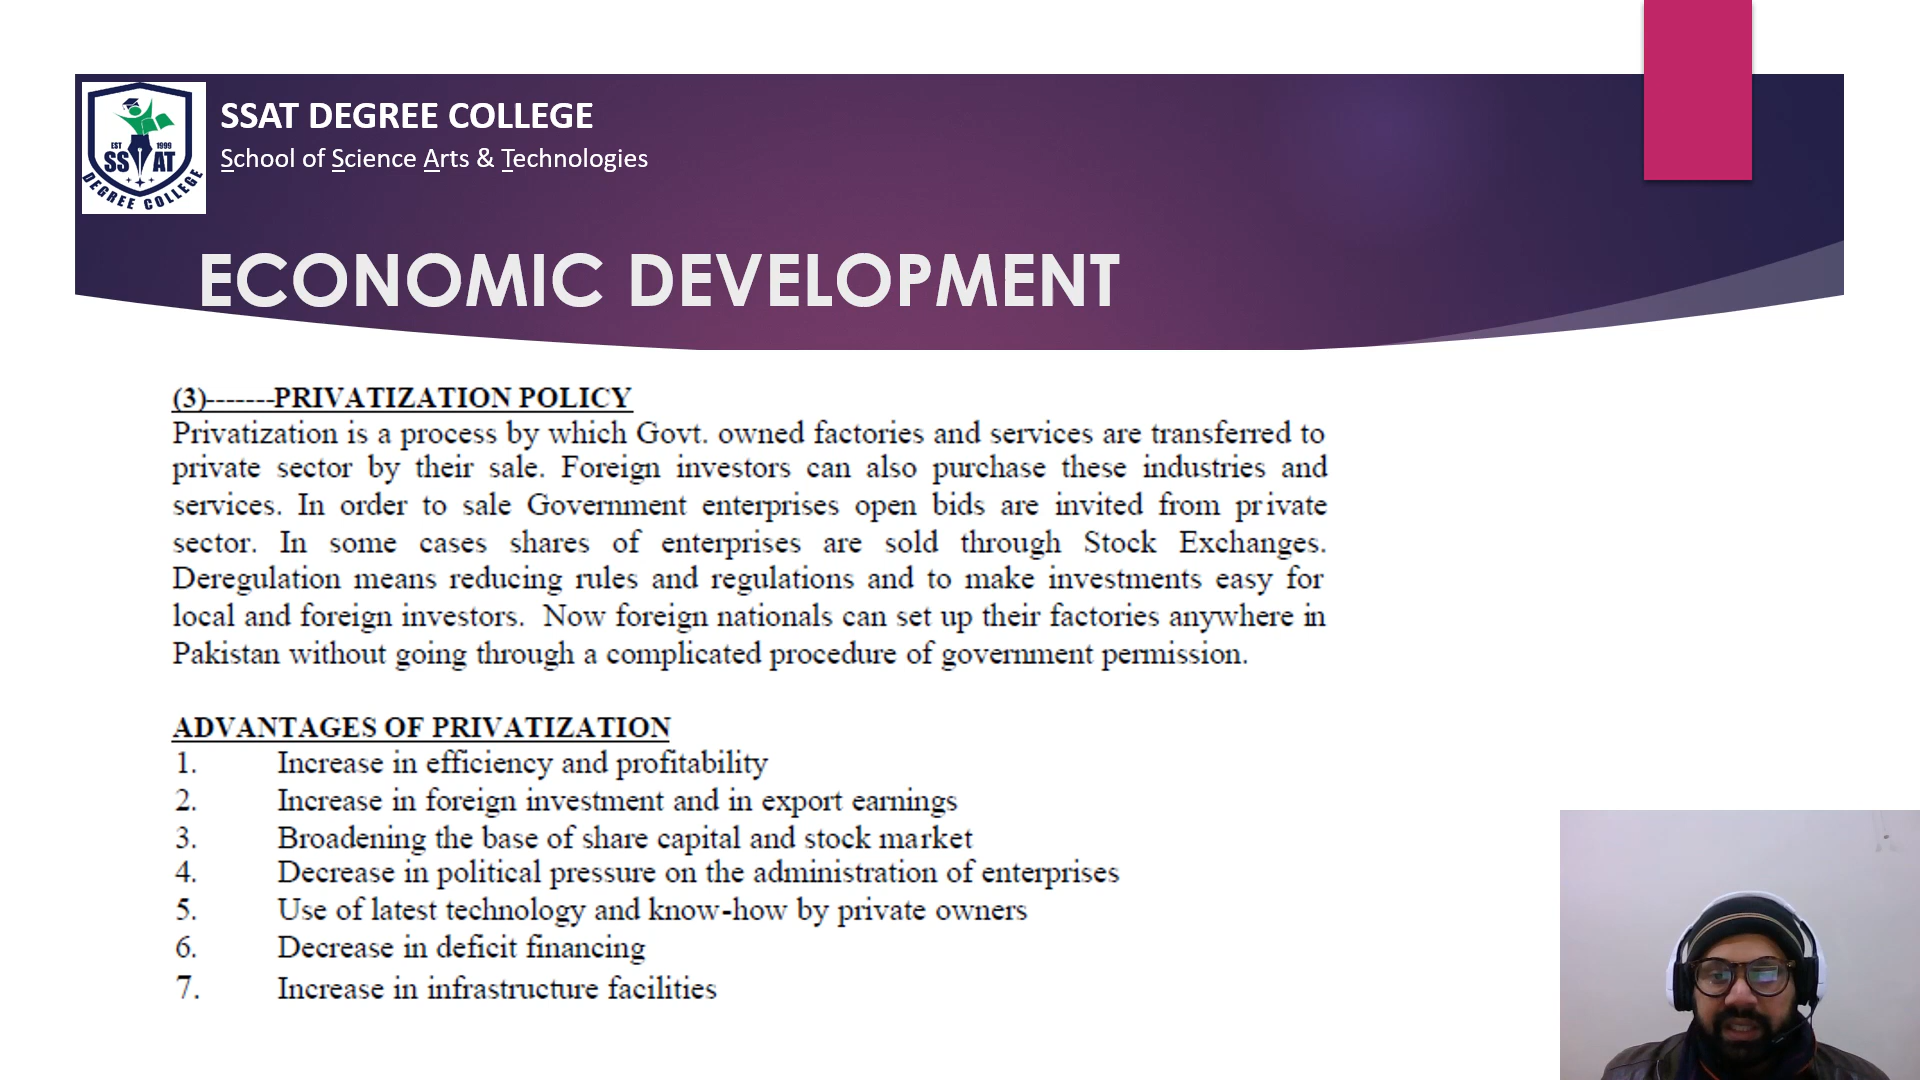 SSAT DEGREE COLLEGE
School of Science Arts & Technologies
EST 1999
SSAT
DEGREE COLLEGE
ECONOMIC DEVELOPMENT
(3)-------PRIVATIZATION POLICY
Privatization is a process by which Govt. owned factories and services are transferred to
private sector by their sale. Foreign investors can also purchase these industries and
services. In order to sale Government enterprises open bids are invited from private
sector. In some cases shares of enterprises are sold through Stock Exchanges.
Deregulation means reducing rules and regulations and to make investments easy for
local and foreign investors. Now foreign nationals can set up their factories anywhere in
Pakistan without going through a complicated procedure of government permission.
ADVANTAGES OF PRIVATIZATION
1. Increase in efficiency and profitability
2. Increase in foreign investment and in export earnings
3. Broadening the base of share capital and stock market
4. Decrease in political pressure on the administration of enterprises
5. Use of latest technology and know-how by private owners
6. Decrease in deficit financing
7. Increase in infrastructure facilities